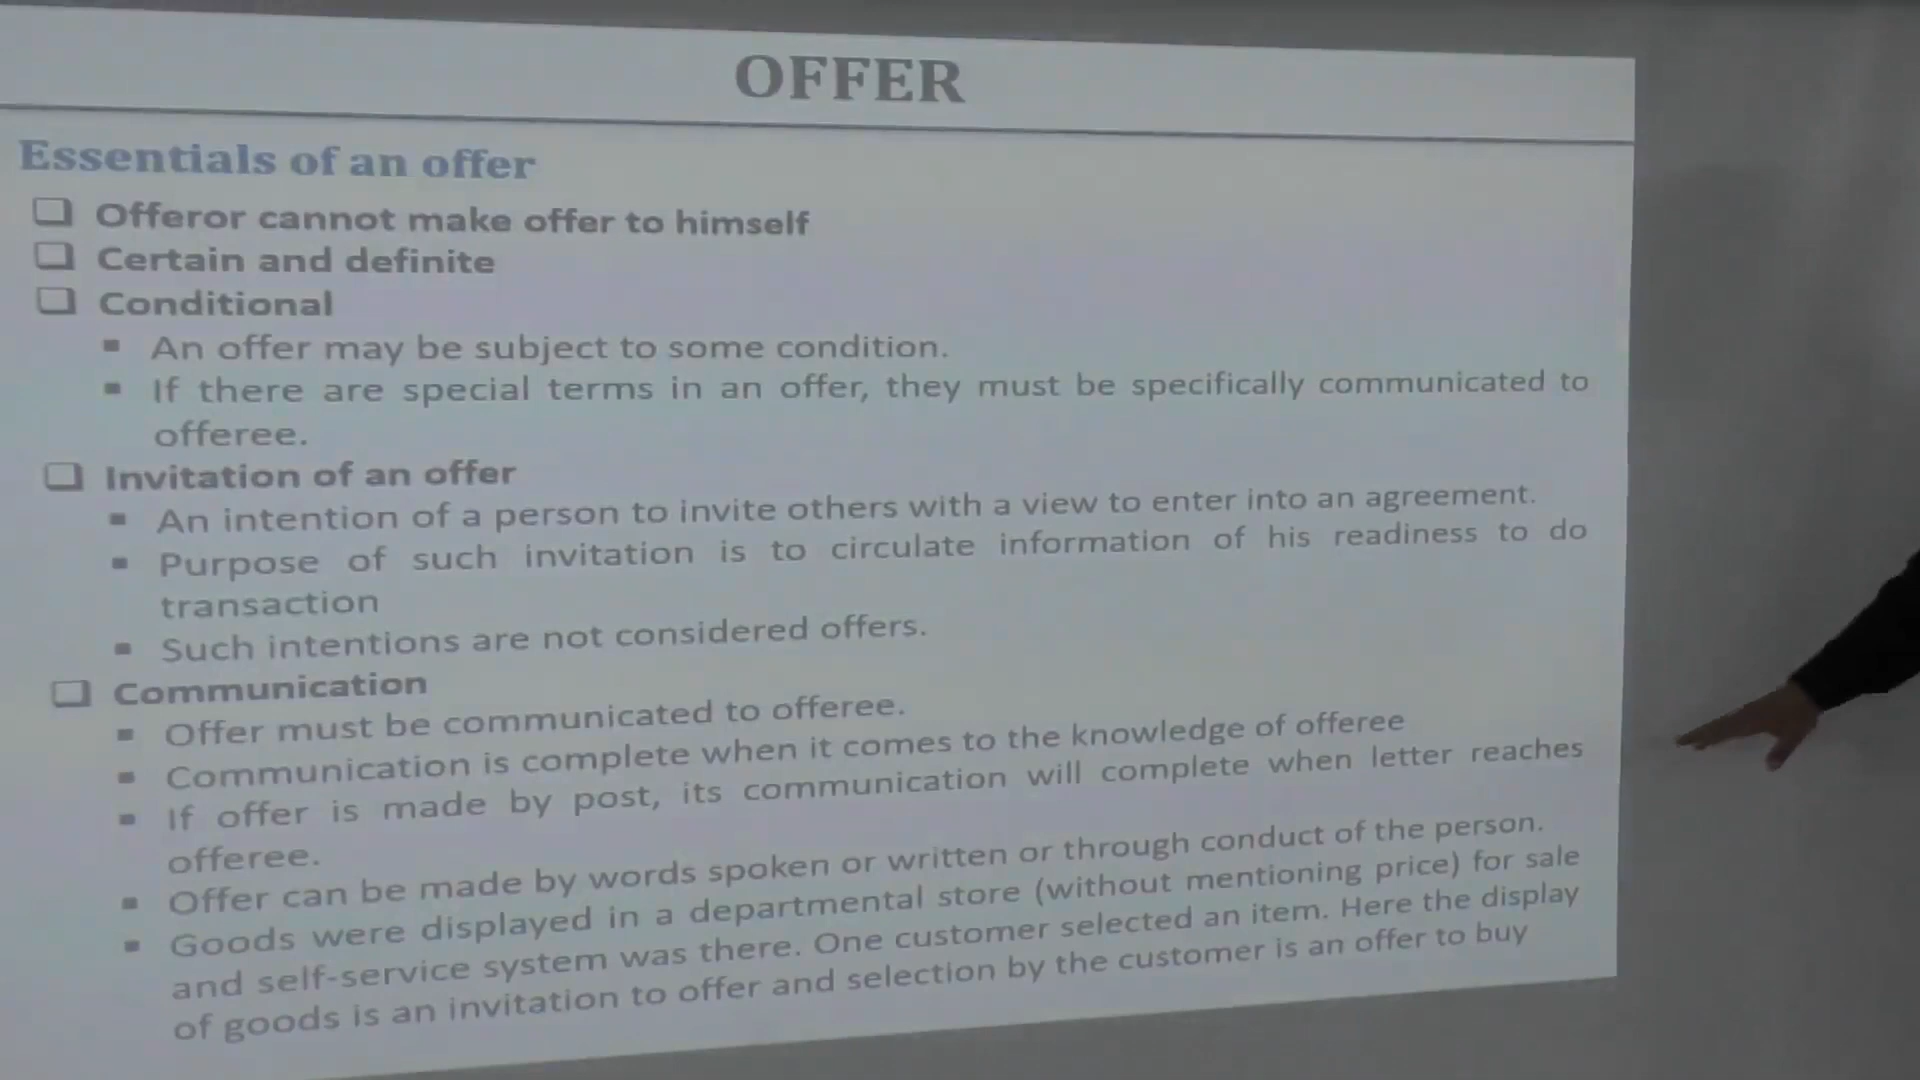 OFFER
Essentials of an offer
Offeror cannot make offer to himself
Certain and definite
Conditional
An offer may be subject to some condition.
If there are special terms in an offer, they must be specifically communicated to
offeree.
Invitation of an offer
An intention of a person to invite others with a view to enter into an agreement.
Purpose of such invitation is to circulate information of his readiness to do
transaction
Such intentions are not considered offers.
Communication
Offer must be communicated to offeree.
Communication is complete when it comes to the knowledge of offeree
If offer is made by post, its communication will complete when letter reaches
offeree.
Offer can be made by words spoken or written or through conduct of the person.
Goods were displayed in a departmental store (without mentioning price) for sale
and self-service system was there. One customer selected an item. Here the display
of goods is an invitation to offer and selection by the customer is an offer to buy